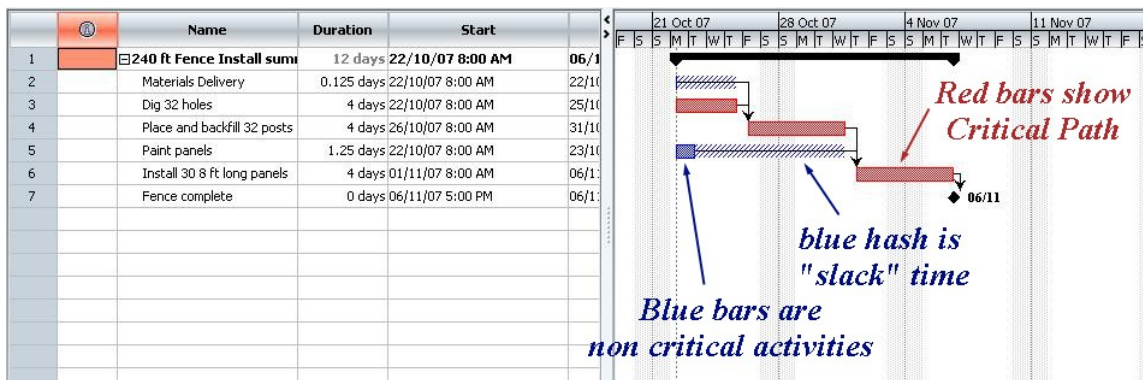 Name Duration Start
21 Oct 07 28 Oct 07 4 Nov 07 11 Nov 07
F S S M T W T F S S M T W T F S S M T W T F S S M T W T F S
1 240 ft Fence Install sum 12 days 22/10/07 8:00 AM 06/1
2 Materials Delivery 0.125 days 22/10/07 8:00 AM 22/10
3 Dig 32 holes 4 days 22/10/07 8:00 AM 25/10
4 Place and backfill 32 posts 4 days 26/10/07 8:00 AM 31/10
5 Paint panels 1.25 days 22/10/07 8:00 AM 23/10
6 Install 30 8 ft long panels 4 days 01/11/07 8:00 AM 06/1
7 Fence complete 0 days 06/11/07 5:00 PM 06/1
06/11
Red bars show
Critical Path
blue hash is
"slack" time
Blue bars are
non critical activities